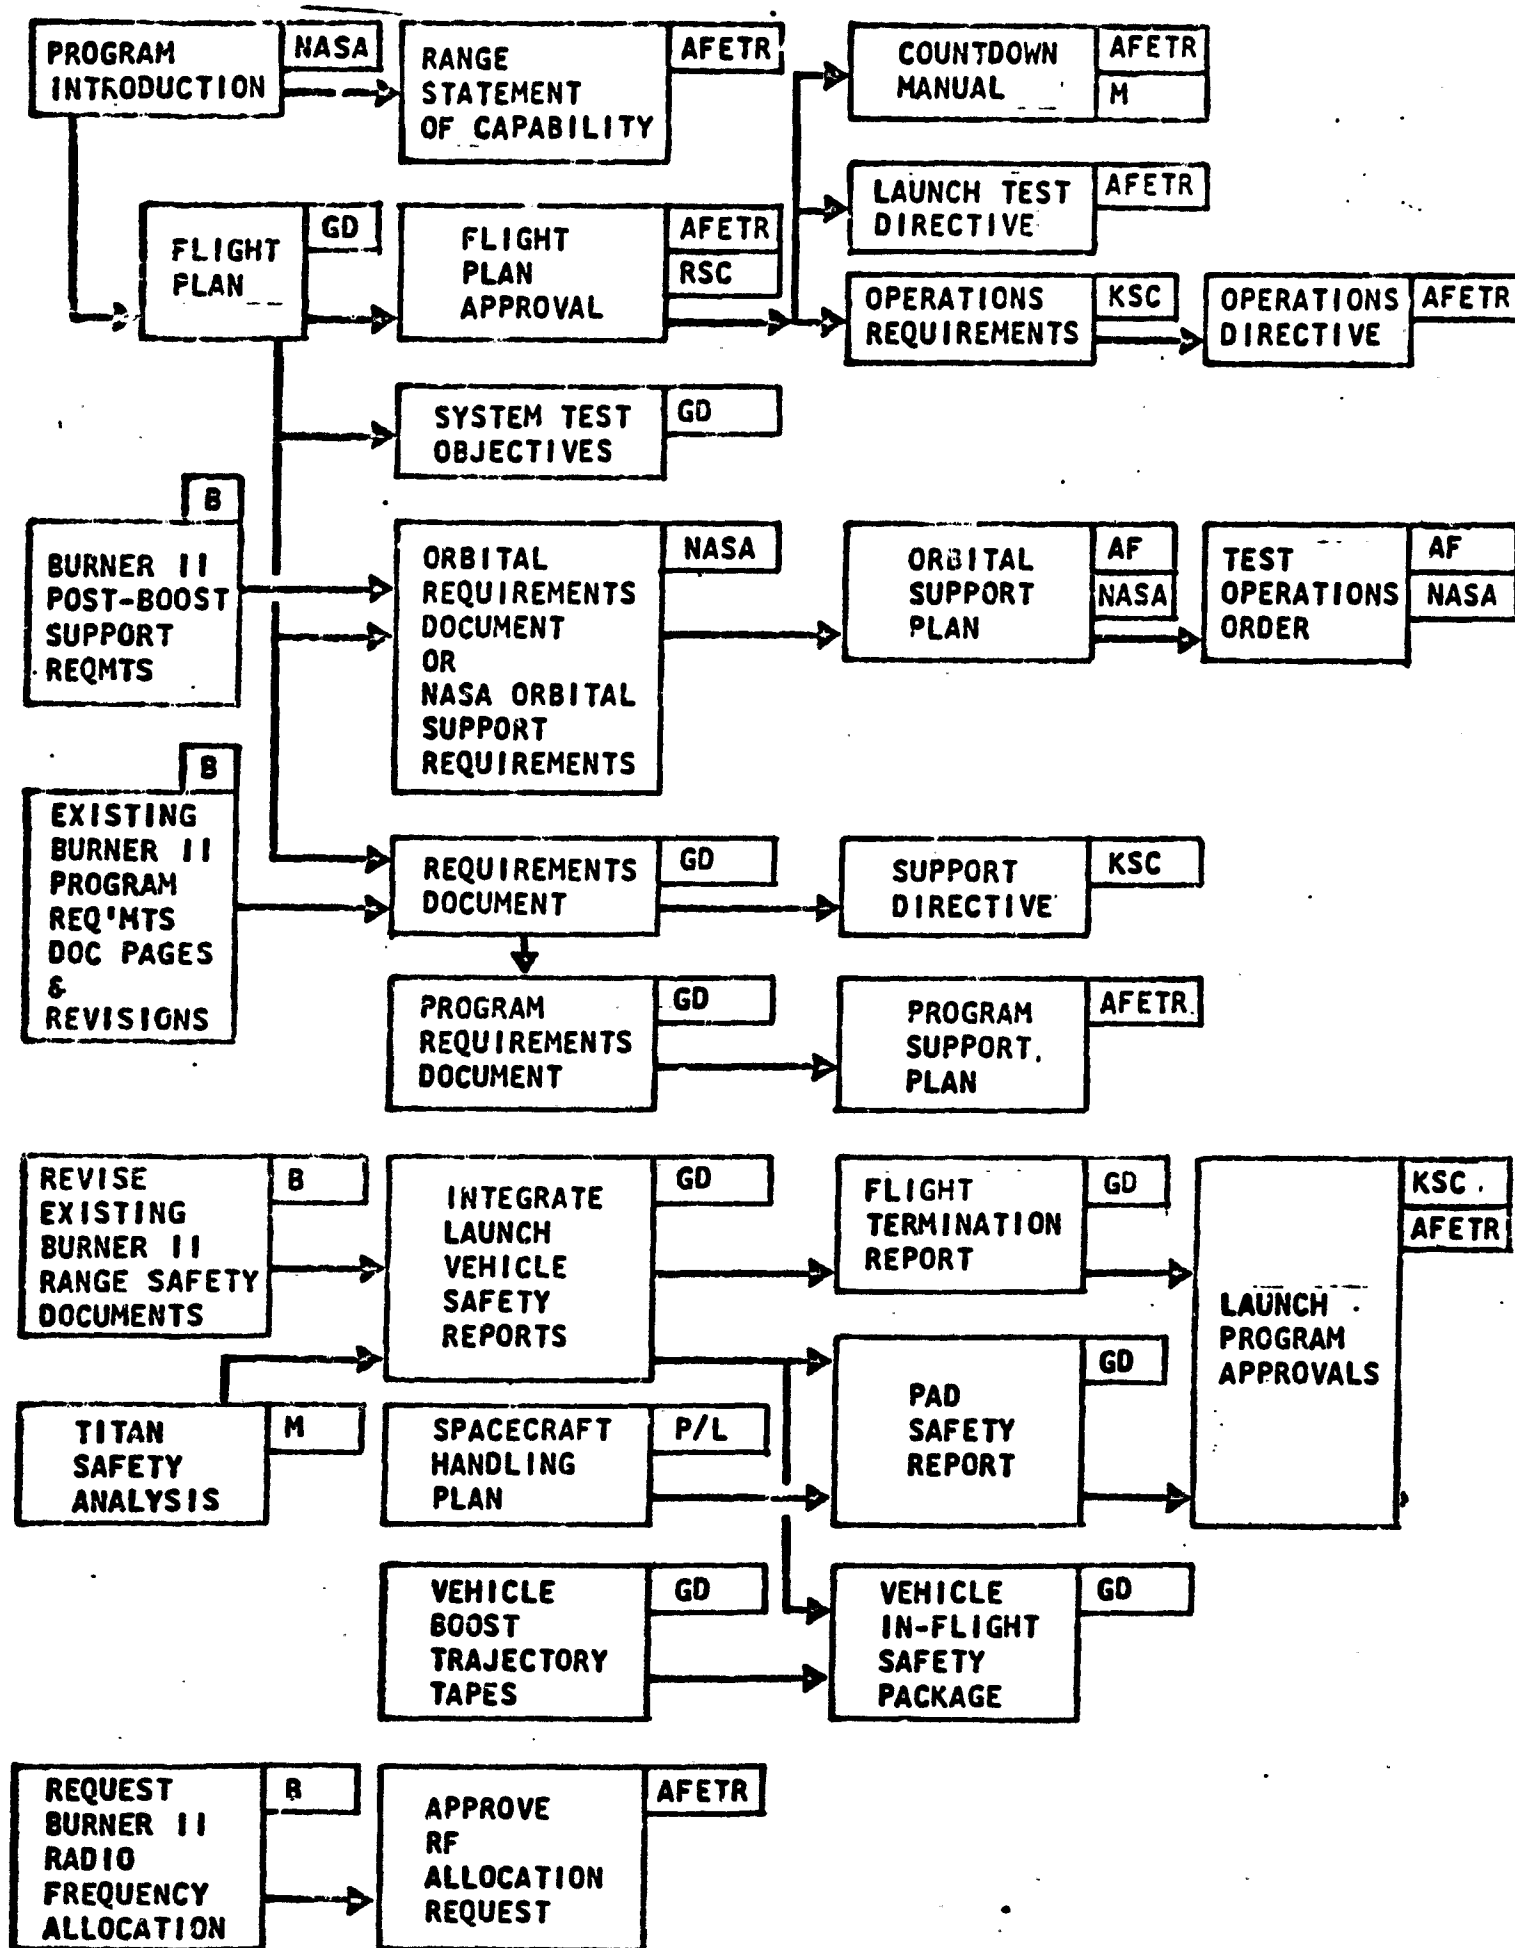 PROGRAM
INTRODUCTION
NASA
RANGE
STATEMENT
OF CAPABILITY
AFETR
COUNTDOWN
MANUAL
AFETR
M
LAUNCH TEST
DIRECTIVE
AFETR
FLIGHT
PLAN
GD
FLIGHT
PLAN
APPROVAL
AFETR
RSC
OPERATIONS
REQUIREMENTS
KSC
OPERATIONS
DIRECTIVE
AFETR
SYSTEM TEST
OBJECTIVES
GD
B
BURNER II
POST-BOOST
SUPPORT
REQMTS
ORBITAL
REQUIREMENTS
DOCUMENT
OR
NASA ORBITAL
SUPPORT
REQUIREMENTS
NASA
ORBITAL
SUPPORT
PLAN
AF
NASA
TEST
OPERATIONS
ORDER
AF
NASA
B
EXISTING
BURNER II
PROGRAM
REQ'MTS
DOC PAGES
&
REVISIONS
REQUIREMENTS
DOCUMENT
GD
SUPPORT
DIRECTIVE
KSC
PROGRAM
REQUIREMENTS
DOCUMENT
GD
PROGRAM
SUPPORT
PLAN
AFETR
REVISE
EXISTING
BURNER II
RANGE SAFETY
DOCUMENTS
B
INTEGRATE
LAUNCH
VEHICLE
SAFETY
REPORTS
GD
FLIGHT
TERMINATION
REPORT
GD
LAUNCH
PROGRAM
APPROVALS
KSC
AFETR
TITAN
SAFETY
ANALYSIS
M
SPACECRAFT
HANDLING
PLAN
P/L
PAD
SAFETY
REPORT
GD
VEHICLE
BOOST
TRAJECTORY
TAPES
GD
VEHICLE
IN-FLIGHT
SAFETY
PACKAGE
GD
REQUEST
BURNER II
RADIO
FREQUENCY
ALLOCATION
B
APPROVE
RF
ALLOCATION
REQUEST
AFETR